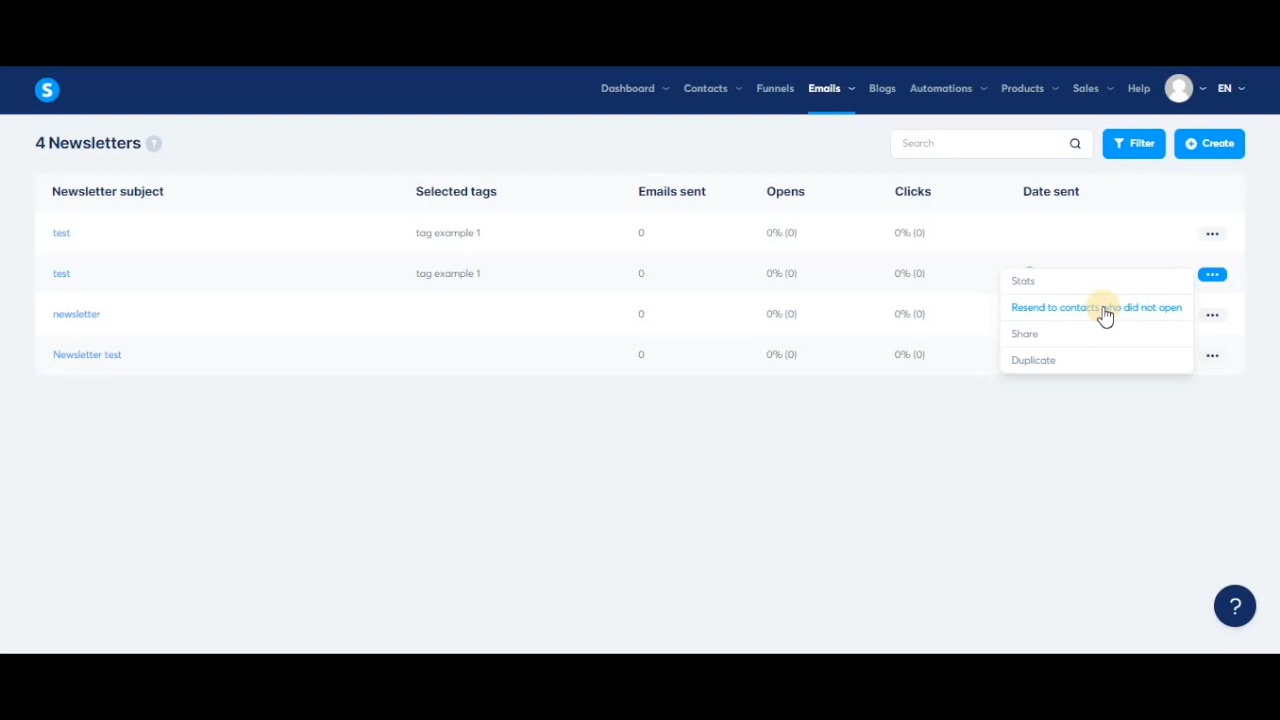 S Dashboard Contacts Funnels Emails Blogs Automations Products Sales Help EN
4 Newsletters ? Search Filter Create
Newsletter subject Selected tags Emails sent Opens Clicks Date sent
test tag example 1 0 0% (0) 0% (0)
test tag example 1 0 0% (0) 0% (0)
Stats
Resend to contacts who did not open
newsletter 0 0% (0) 0% (0)
Share
Newsletter test 0 0% (0) 0% (0)
Duplicate
?